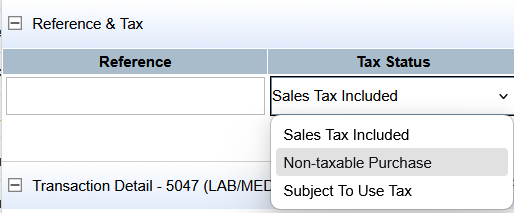 Reference & Tax
Reference Tax Status
Sales Tax Included
Sales Tax Included
Non-taxable Purchase
Subject To Use Tax
Transaction Detail - 5047 (LAB/MED